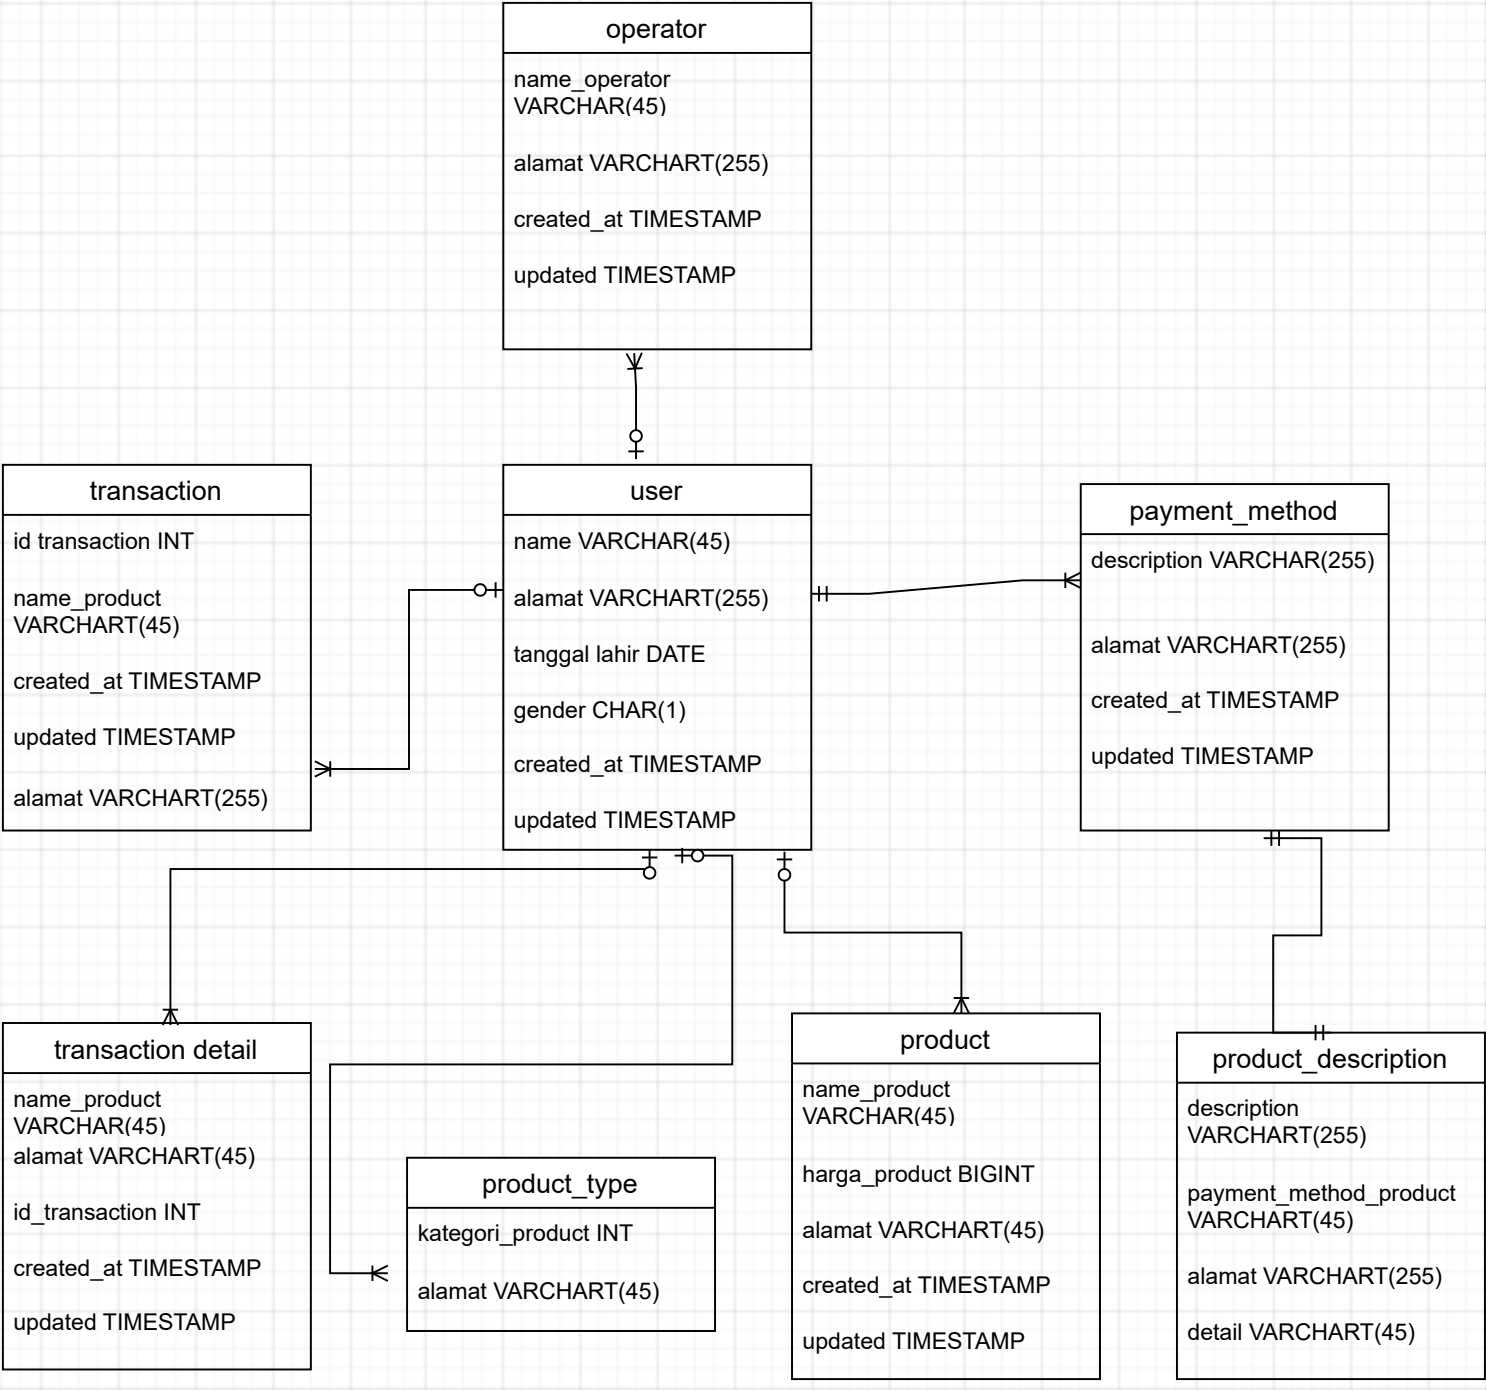 operator
name_operator
VARCHAR(45)
alamat VARCHART(255)
created_at TIMESTAMP
updated TIMESTAMP
transaction
id transaction INT
name_product
VARCHART(45)
created_at TIMESTAMP
updated TIMESTAMP
alamat VARCHART(255)
user
name VARCHAR(45)
alamat VARCHART(255)
tanggal lahir DATE
gender CHAR(1)
created_at TIMESTAMP
updated TIMESTAMP
payment_method
description VARCHAR(255)
alamat VARCHART(255)
created_at TIMESTAMP
updated TIMESTAMP
transaction detail
name_product
VARCHAR(45)
alamat VARCHART(45)
id_transaction INT
created_at TIMESTAMP
updated TIMESTAMP
product_type
kategori_product INT
alamat VARCHART(45)
product
name_product
VARCHAR(45)
harga_product BIGINT
alamat VARCHART(45)
created_at TIMESTAMP
updated TIMESTAMP
product_description
description
VARCHART(255)
payment_method_product
VARCHART(45)
alamat VARCHART(255)
detail VARCHART(45)